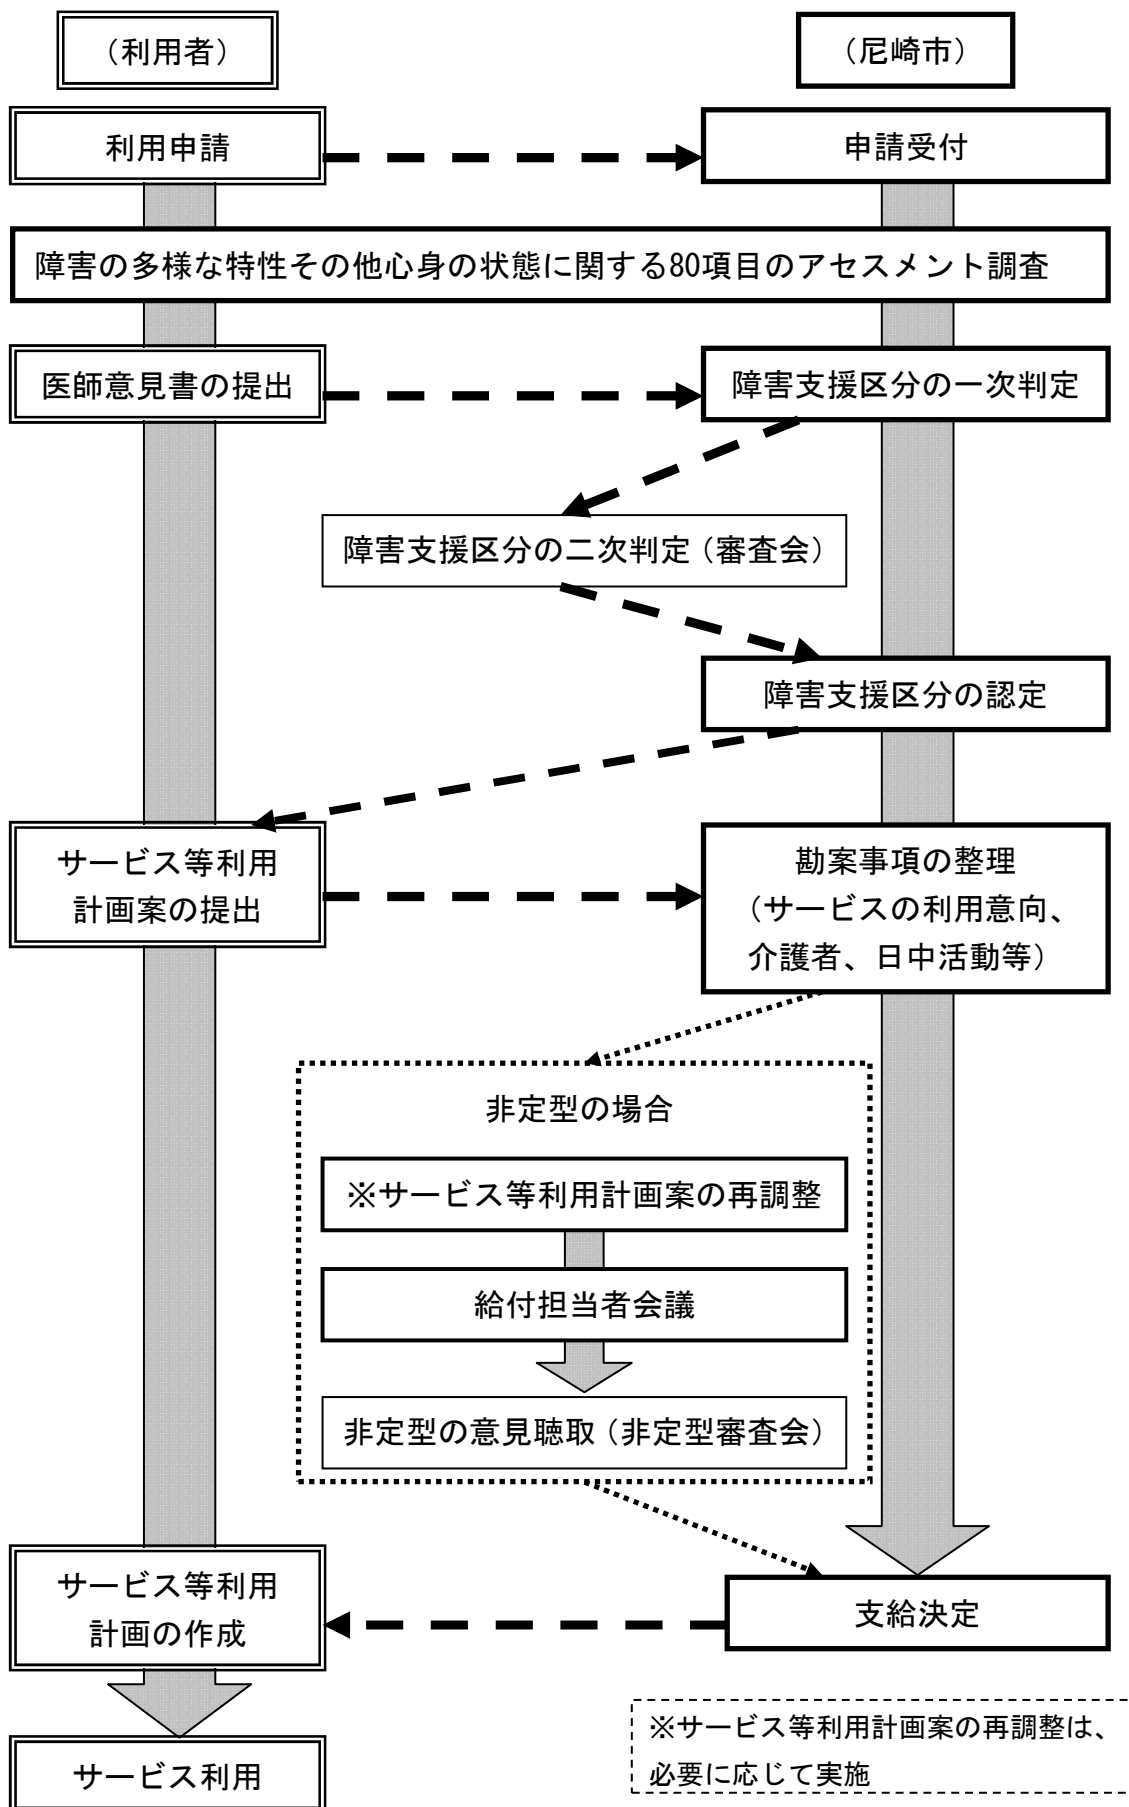 （利用者）
（尼崎市）
利用申請
申請受付
障害の多様な特性その他心身の状態に関する80項目のアセスメント調査
医師意見書の提出
障害支援区分の一次判定
障害支援区分の二次判定（審査会）
障害支援区分の認定
サービス等利用
計画案の提出
勘案事項の整理
（サービスの利用意向、
介護者、日中活動等）
非定型の場合
※サービス等利用計画案の再調整
給付担当者会議
非定型の意見聴取（非定型審査会）
サービス等利用
計画の作成
支給決定
サービス利用
※サービス等利用計画案の再調整は、
必要に応じて実施